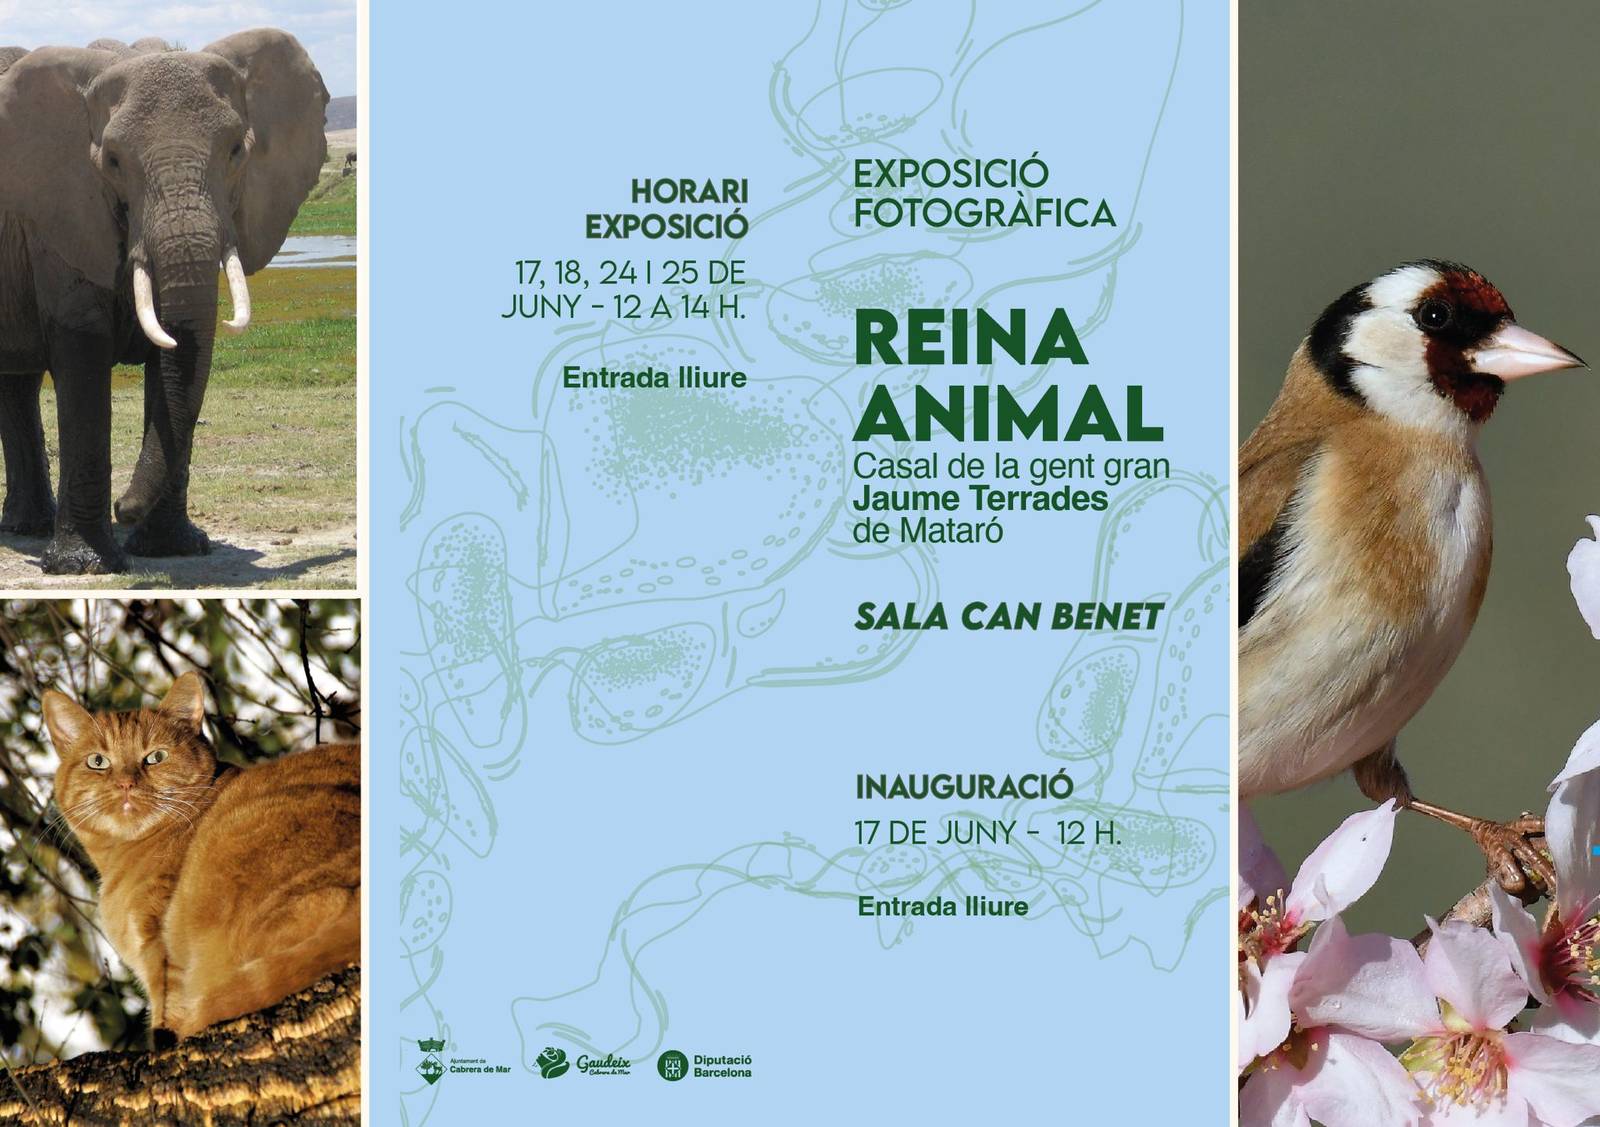 HORARI
EXPOSICIÓ
17, 18, 24 I 25 DE
JUNY - 12 A 14 H.
Entrada lliure
EXPOSICIÓ
FOTOGRÀFICA
REINA
ANIMAL
Casal de la gent gran
Jaume Terrades
de Mataró
SALA CAN BENET
INAUGURACIÓ
17 DE JUNY - 12 H.
Entrada lliure
Ajuntament de
Cabrera de Mar
Gaudeix
Cabrera de Mar
Diputació
Barcelona